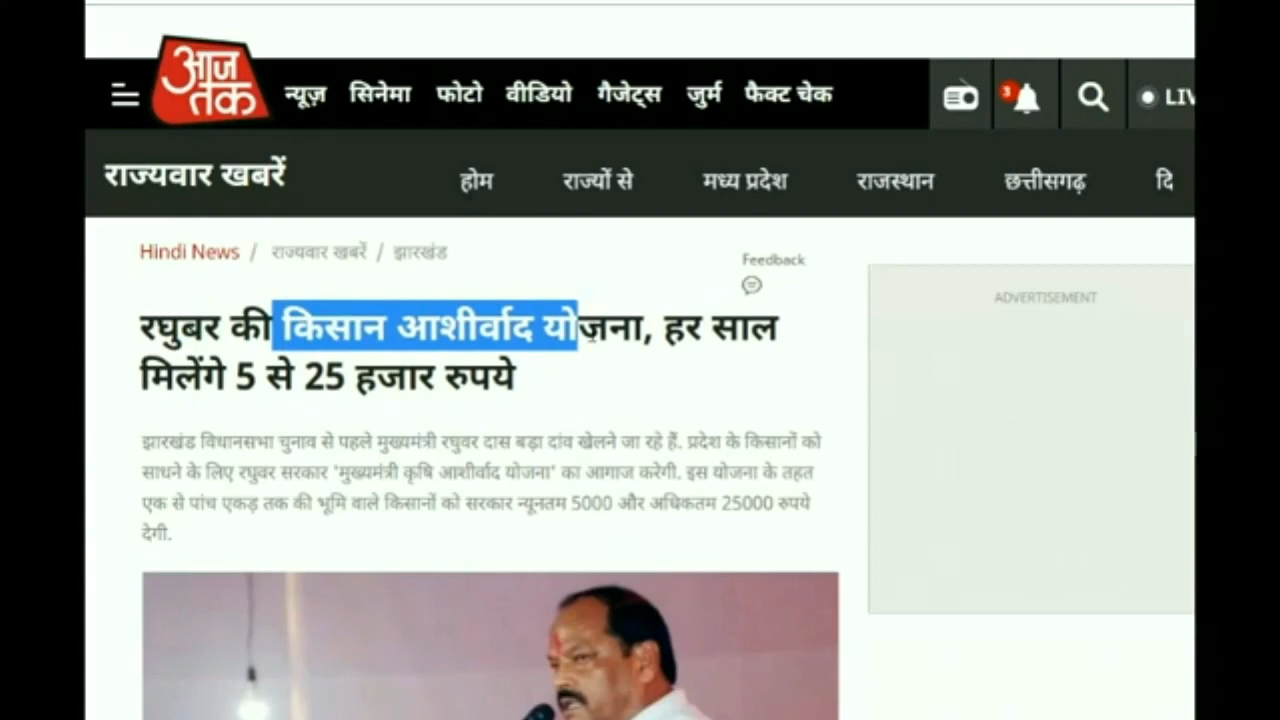 आज
तक
न्यूज़ सिनेमा फोटो वीडियो गैजेट्स जुर्म फैक्ट चेक
3
LIV
राज्यवार खबरें
होम राज्यों से मध्य प्रदेश राजस्थान छत्तीसगढ़ दि
Hindi News / राज्यवार खबरें / झारखंड
Feedback
ADVERTISEMENT
रघुबर की किसान आशीर्वाद योजना, हर साल
मिलेंगे 5 से 25 हजार रुपये
झारखंड विधानसभा चुनाव से पहले मुख्यमंत्री रघुवर दास बड़ा दांव खेलने जा रहे हैं. प्रदेश के किसानों को
साधने के लिए रघुवर सरकार 'मुख्यमंत्री कृषि आशीर्वाद योजना' का आगाज करेगी. इस योजना के तहत
एक से पांच एकड़ तक की भूमि वाले किसानों को सरकार न्यूनतम 5000 और अधिकतम 25000 रुपये
देगी.